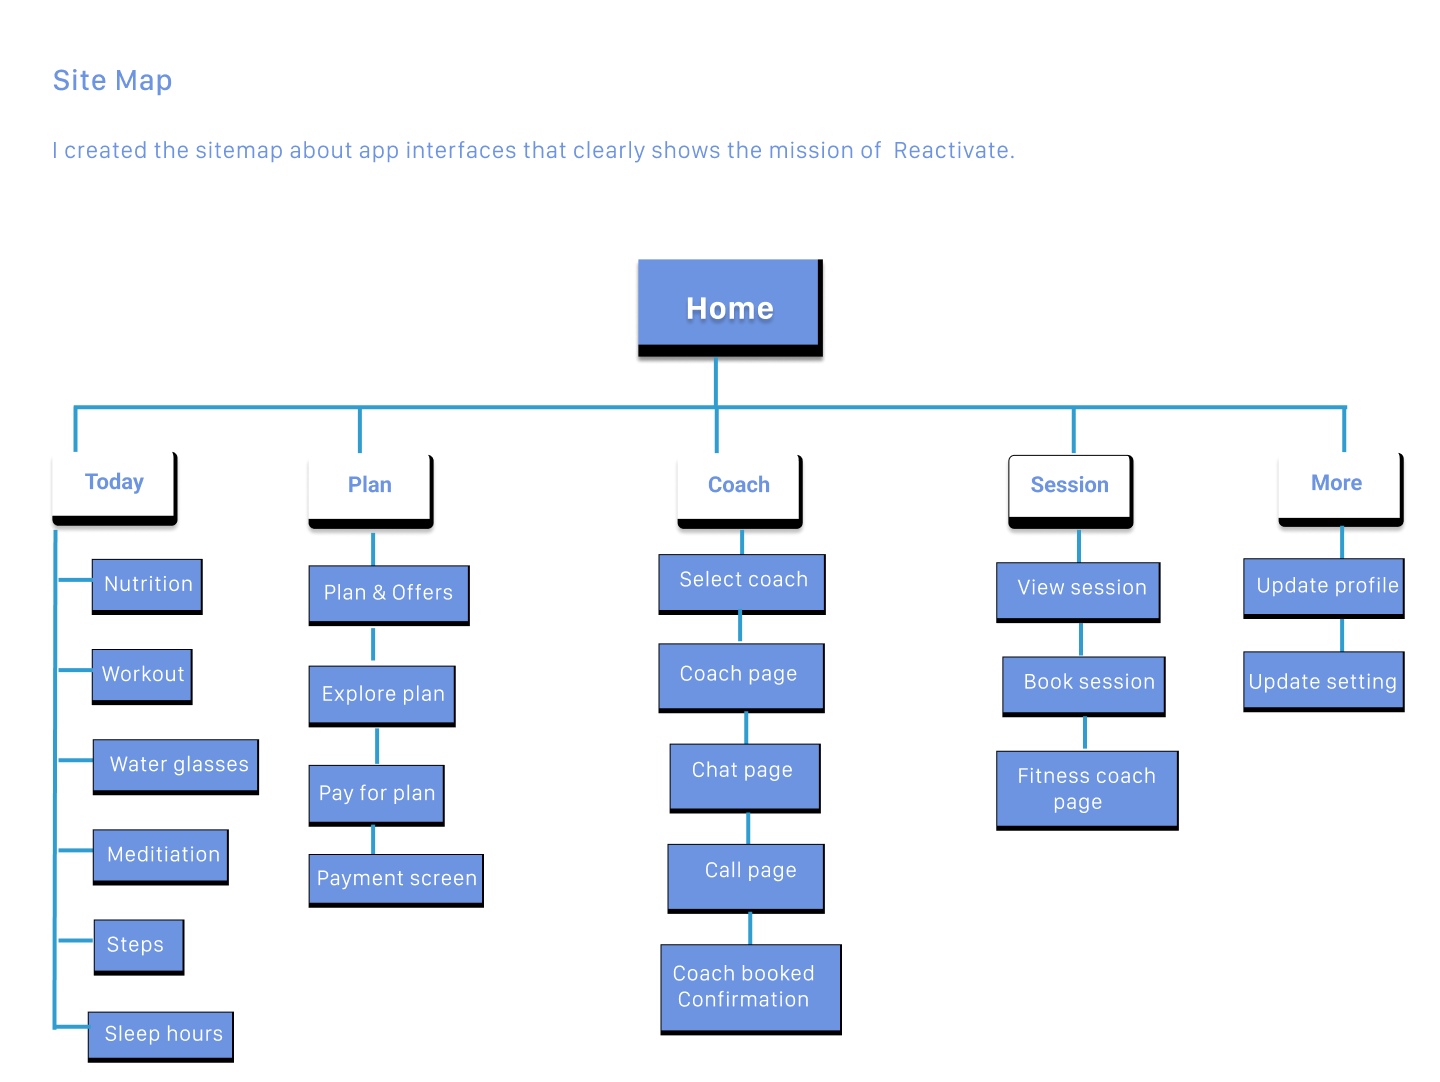 Site Map
I created the sitemap about app interfaces that clearly shows the mission of Reactivate.
Home
Today
Plan
Coach
Session
More
Nutrition
Workout
Water glasses
Meditiation
Steps
Sleep hours
Plan & Offers
Explore plan
Pay for plan
Payment screen
Select coach
Coach page
Chat page
Call page
Coach booked
Confirmation
View session
Book session
Fitness coach
page
Update profile
Update setting